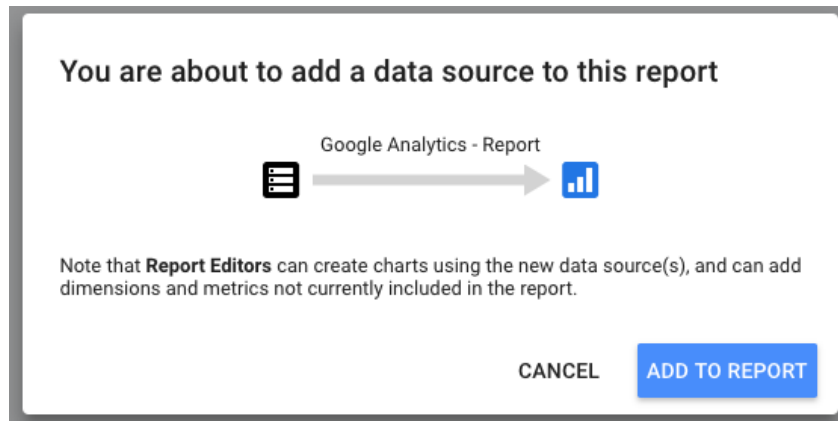 You are about to add a data source to this report
Google Analytics - Report
Note that Report Editors can create charts using the new data source(s), and can add
dimensions and metrics not currently included in the report.
CANCEL
ADD TO REPORT